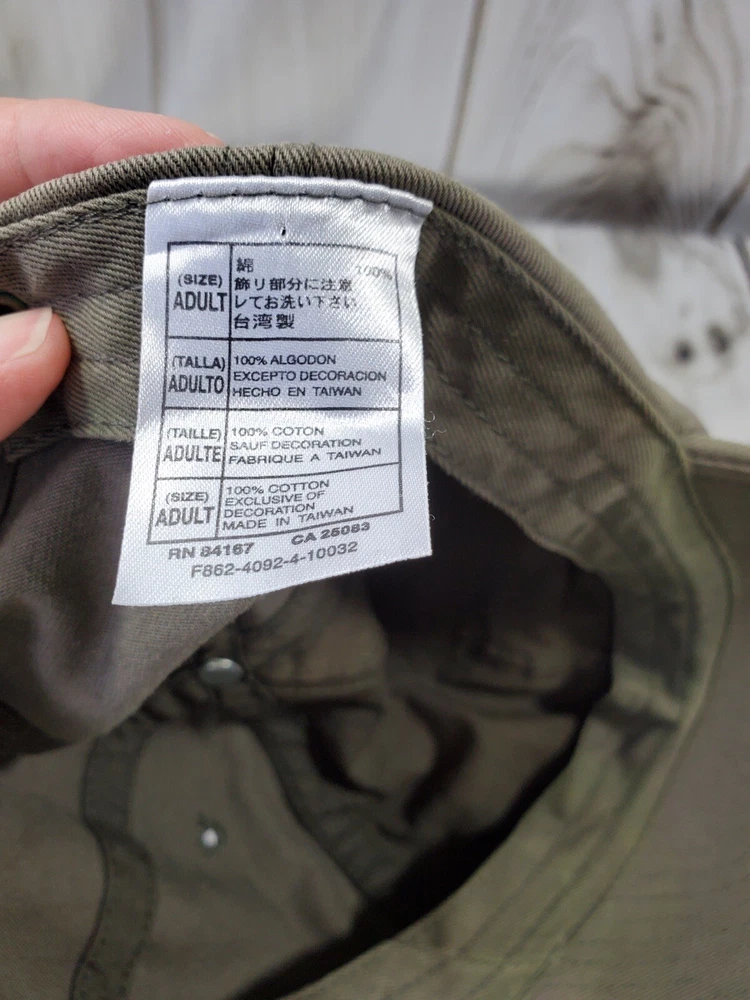 (SIZE)
ADULT
綿 100%
飾リ部分に注意
レてお洗い下さい
台湾製
(TALLA)
ADULTO
100% ALGODON
EXCEPTO DECORACION
HECHO EN TAIWAN
(TAILLE)
ADULTE
100% COTON
SAUF DECORATION
FABRIQUE A TAIWAN
(SIZE)
ADULT
100% COTTON
EXCLUSIVE OF
DECORATION
MADE IN TAIWAN
RN 84167 CA 25083
F862-4092-4-10032